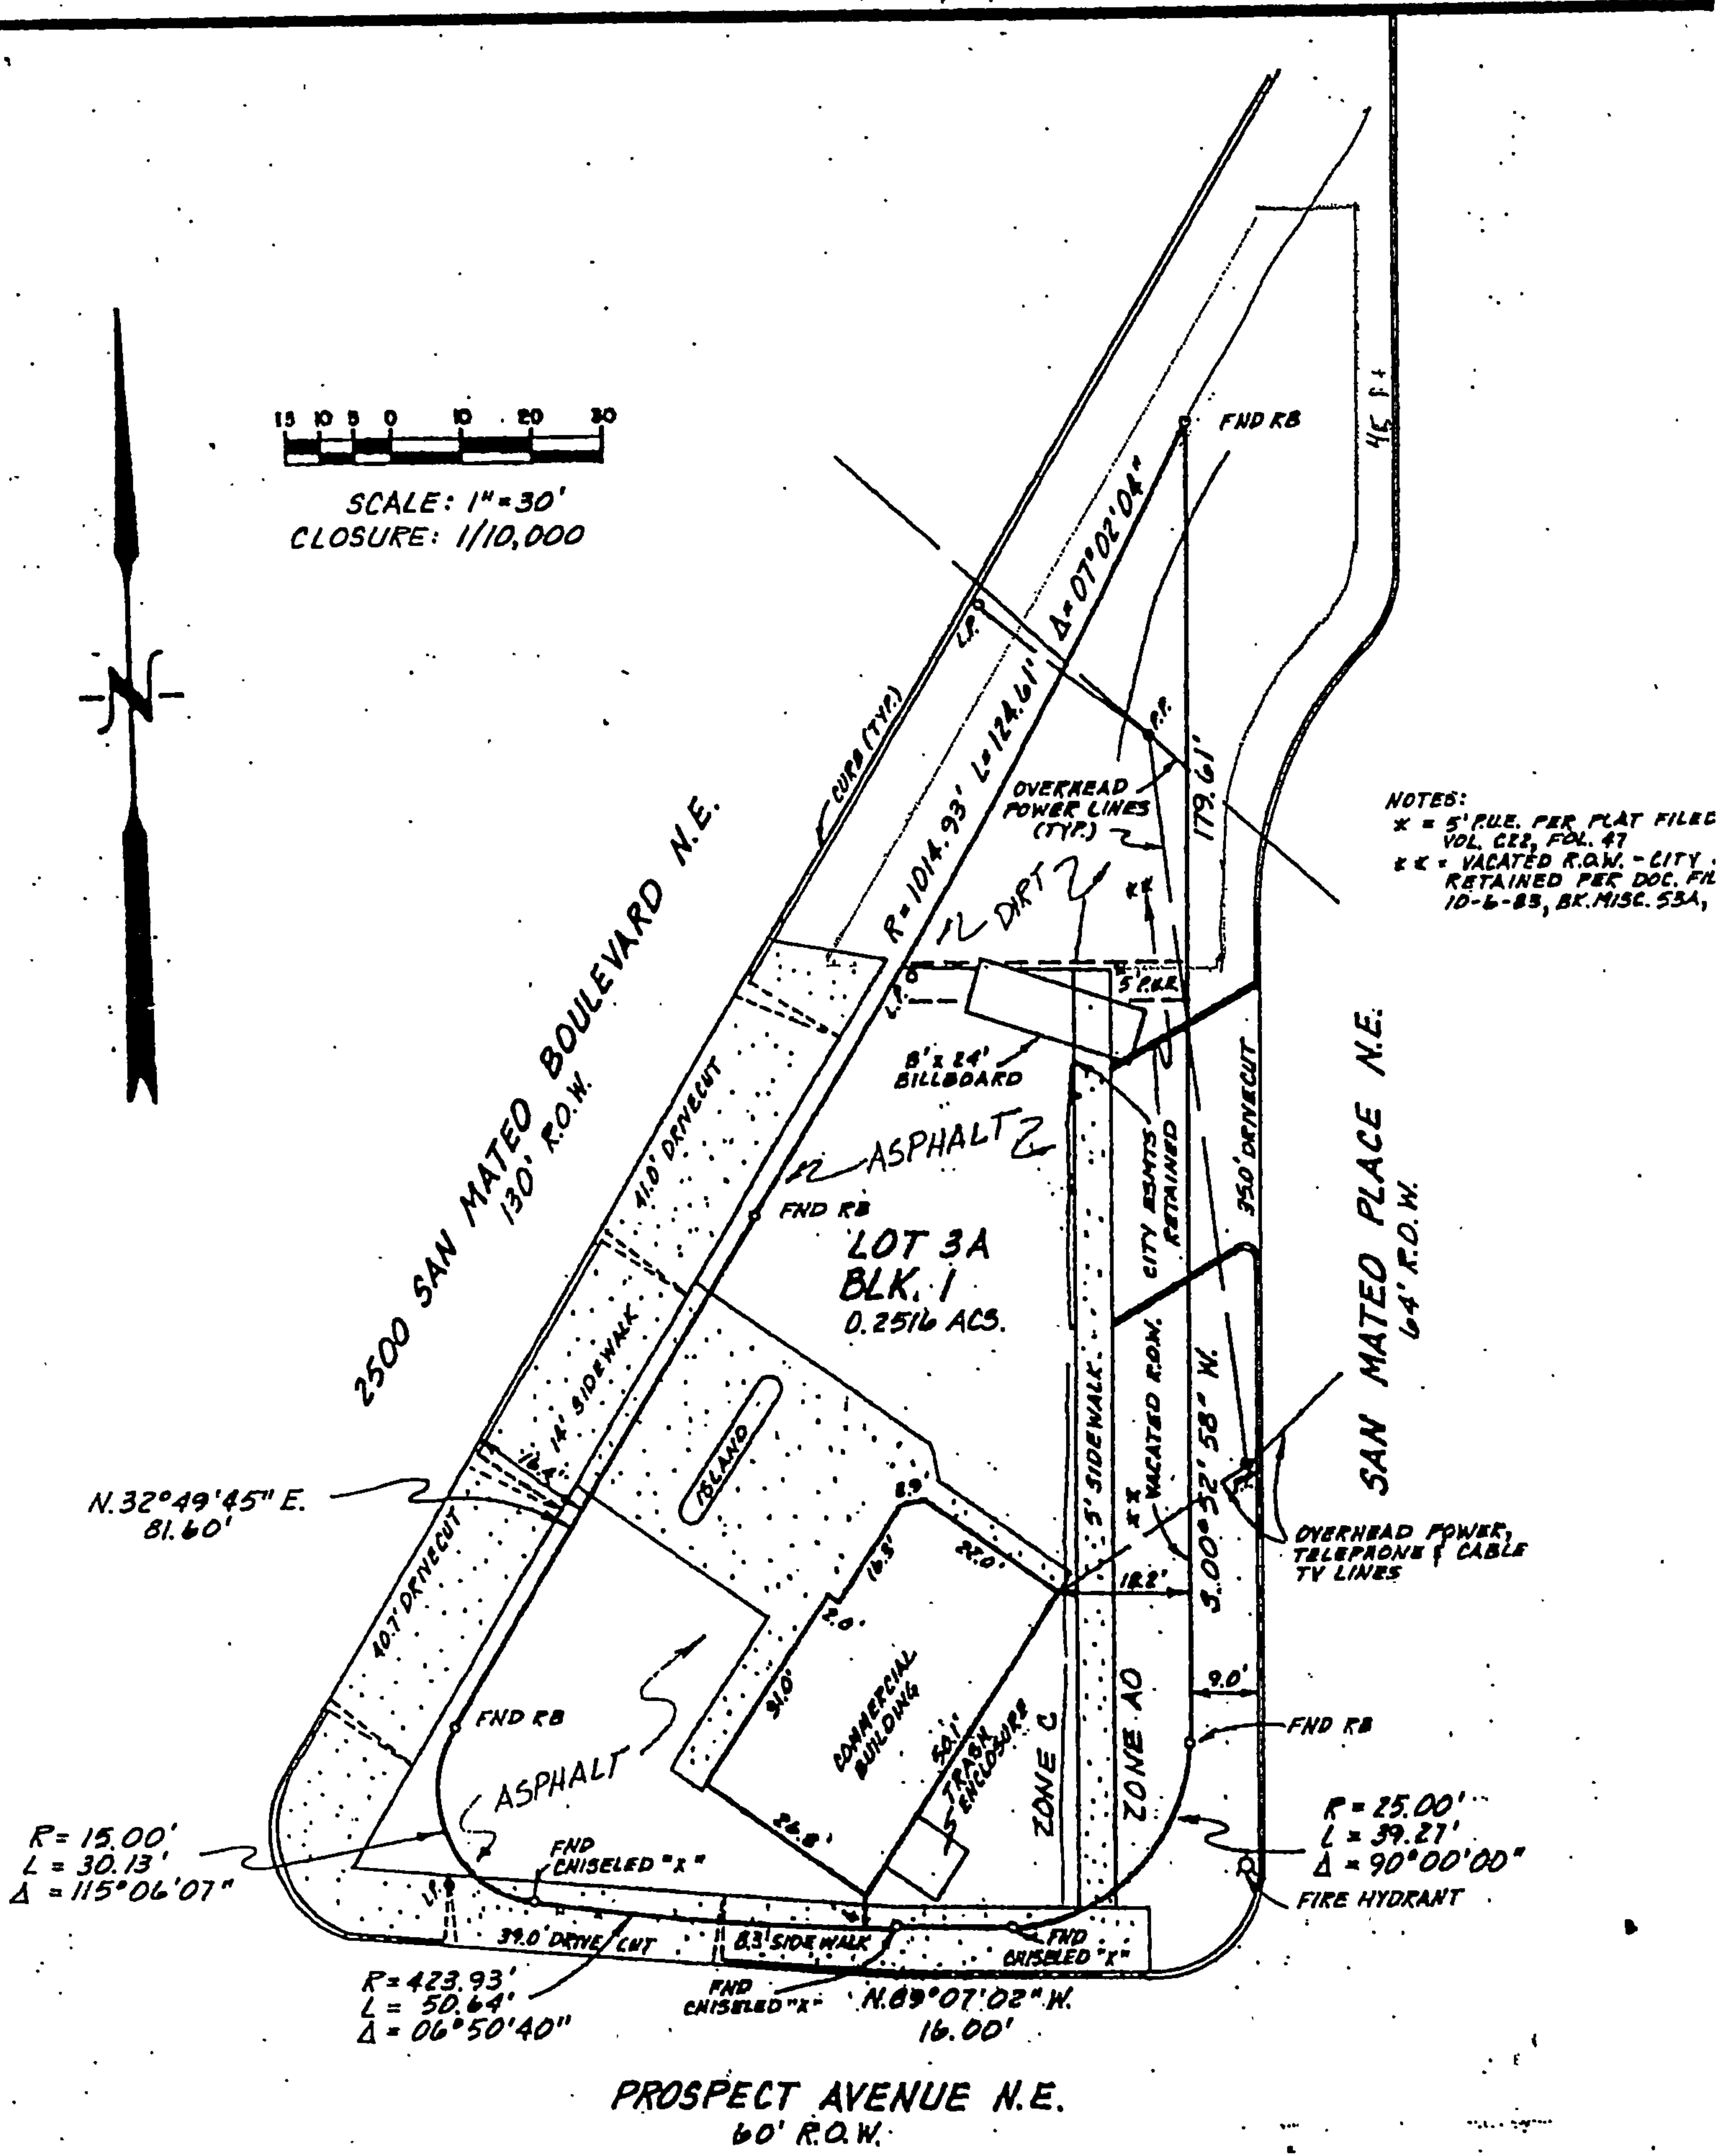 15 10 5 0 10 20 30
SCALE: 1" = 30'
CLOSURE: 1/10,000
FND RB
Δ = 07°02'04"
L = 124.61'
R = 1014.93'
L.P.
P.P.
CURB (TYP.)
OVERHEAD
POWER LINES
(TYP.)
179.61'
DIRT
**
NOTES:
* = 5' P.U.E. PER PLAT FILED
VOL. C22, FOL. 47
** = VACATED R.O.W. - CITY
RETAINED PER DOC. FIL
10-6-83, BK. MISC. 53A,
2500 SAN MATEO BOULEVARD N.E.
130' R.O.W.
L.P.
5' P.U.E.
8' x 24'
BILLBOARD
41.0' DRIVECUT
ASPHALT
CITY ESMTS
RETAINED
35.0' DRIVECUT
SAN MATEO PLACE N.E.
64' R.O.W.
FND RB
LOT 3A
BLK. 1
0.2516 ACS.
14' SIDEWALK
ISLAND
5' SIDEWALK
**
VACATED R.O.W.
S.00°52'58" W.
N.32°49'45" E.
81.60'
40.7' DRIVECUT
8.9'
16.3'
22.0'
2.0'
31.0'
18.2'
OVERHEAD POWER,
TELEPHONE & CABLE
TV LINES
COMMERCIAL
BUILDING
50.1'
TRASH
ENCLOSURE
ZONE C
ZONE AO
9.0'
FND RB
FND RB
ASPHALT
26.8'
R = 15.00'
L = 30.13'
Δ = 115°06'07"
FND
CHISELED "X"
R = 25.00'
L = 39.27'
Δ = 90°00'00"
FIRE HYDRANT
L.P.
39.0' DRIVE CUT
8.3' SIDEWALK
FND
CHISELED "X"
R = 423.93'
L = 50.64'
Δ = 06°50'40"
FND
CHISELED "X"
N.89°07'02" W.
16.00'
PROSPECT AVENUE N.E.
60' R.O.W.